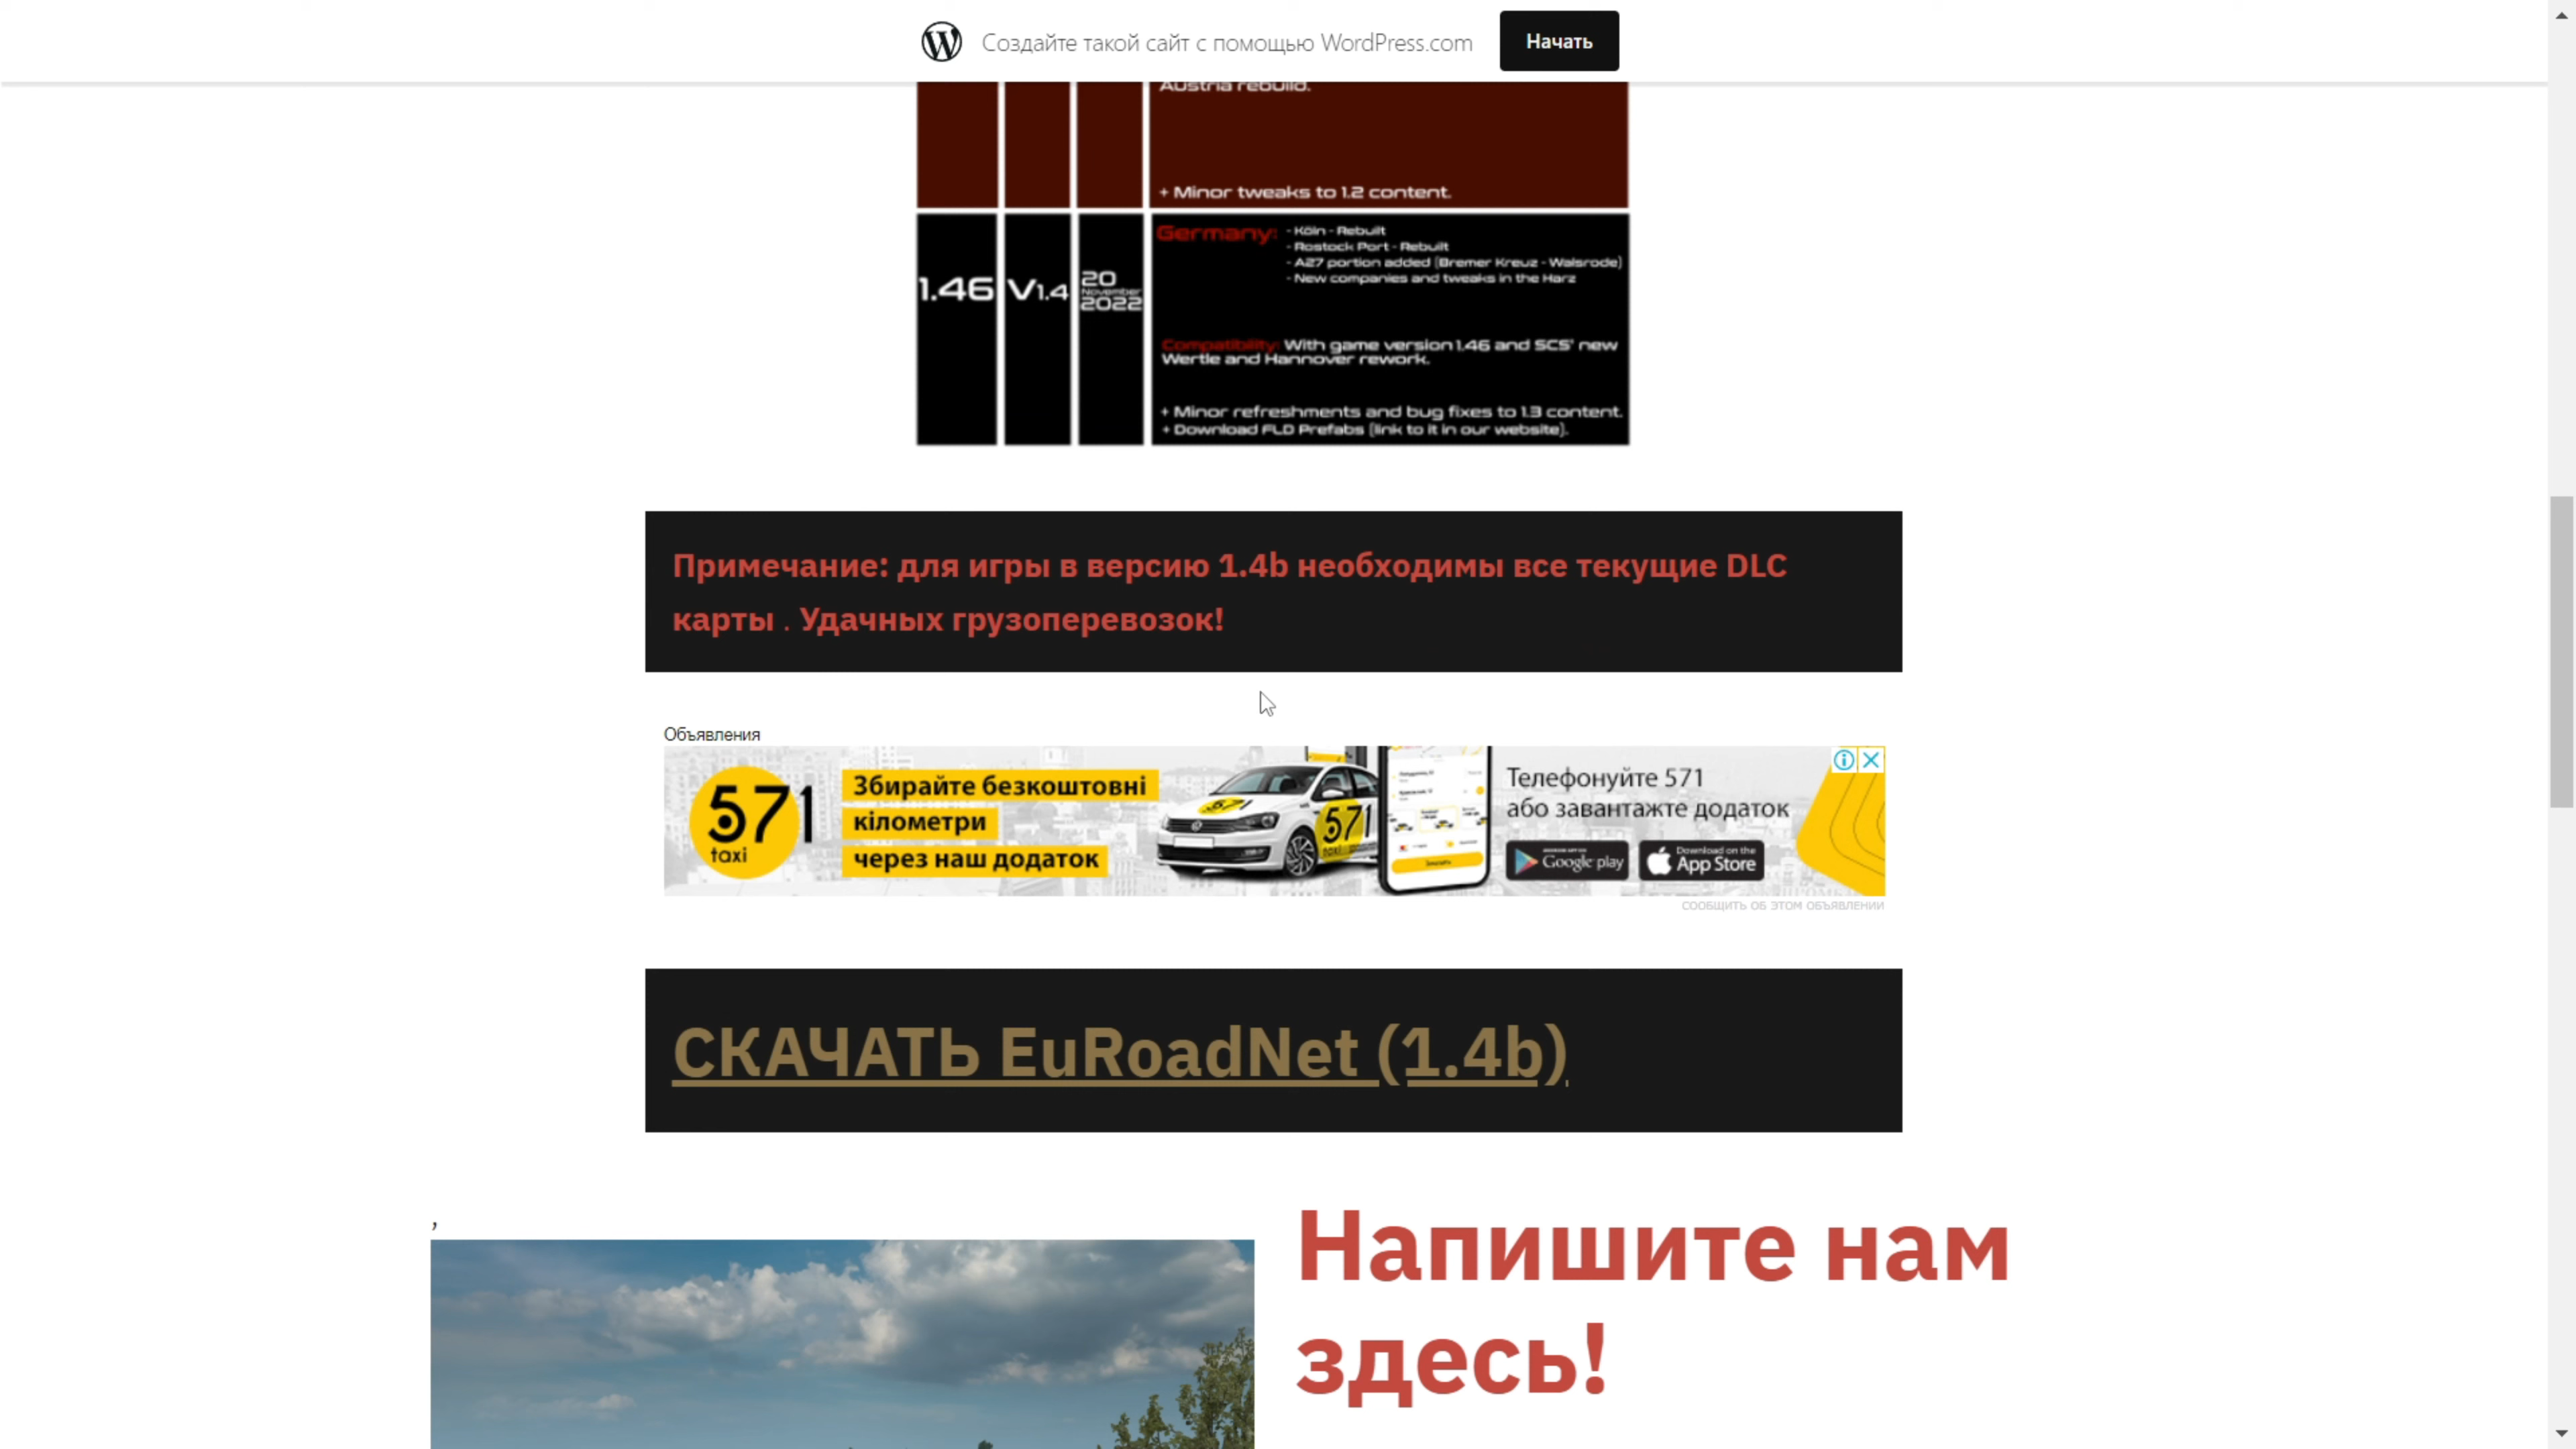 Создайте такой сайт с помощью WordPress.com
Начать
Austria rebuild.
+ Minor tweaks to 1.2 content.
1.46
V1.4
20
November
2022
Germany:
- Köln - Rebuilt
- Rostock Port - Rebuilt
- A27 portion added (Bremer Kreuz - Walsrode)
- New companies and tweaks in the Harz
Compatibility: With game version 1.46 and SCS' new
Wertle and Hannover rework.
+ Minor refreshments and bug fixes to 1.3 content.
+ Download FLD Prefabs (link to it in our website).
Примечание: для игры в версию 1.4b необходимы все текущие DLC
карты . Удачных грузоперевозок!
Объявления
571
taxi
Збирайте безкоштовні
кілометри
через наш додаток
571
571
Телефонуйте 571
або завантажте додаток
Google play
Download on the
App Store
СООБЩИТЬ ОБ ЭТОМ ОБЪЯВЛЕНИИ
СКАЧАТЬ EuRoadNet (1.4b)
,
Напишите нам
здесь!